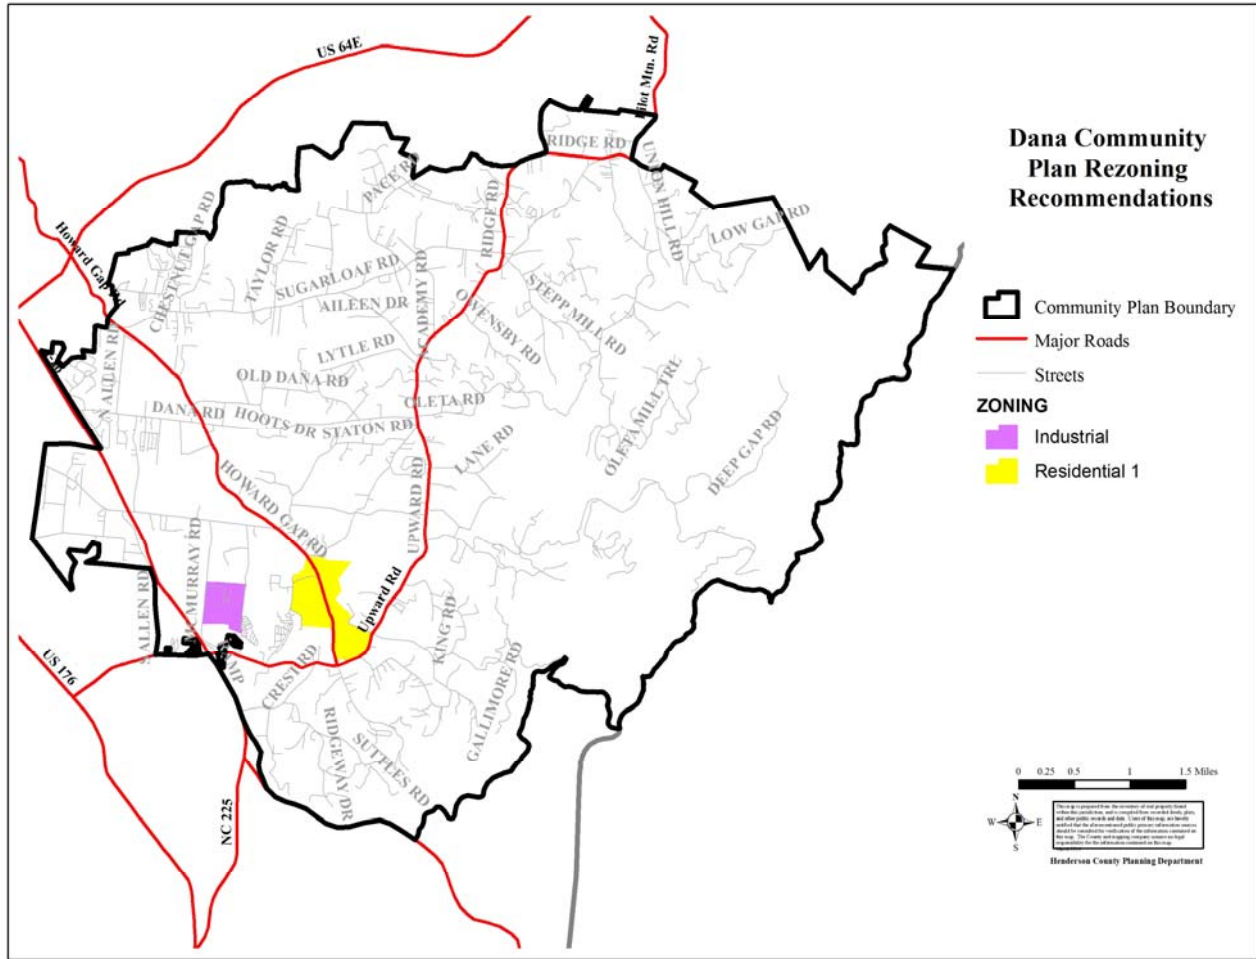 US 64E
Pilot Mtn. Rd
Dana Community
Plan Rezoning
Recommendations
RIDGE RD
PACE RD
UNION HILL RD
CHESTNUT GAP RD
TAYLOR RD
RIDGE RD
LOW GAP RD
Howard Gap Rd
SUGARLOAF RD
ACADEMY RD
STEPP MILL RD
AILEEN DR
OWENSBY RD
Community Plan Boundary
ALLEN RD
LYTLE RD
Major Roads
OLD DANA RD
Streets
OLETA RD
OLETA MILL TRL
ZONING
DANA RD
HOOTS DR
STATON RD
Industrial
LANE RD
DEEP GAP RD
Residential 1
HOWARD GAP RD
UPWARD RD
MCMURRAY RD
S ALLEN RD
Upward Rd
KING RD
US 176
CREST RD
GALLIMORE RD
RIDGEWAY DR
SUTTLES RD
NC 225
0 0.25 0.5 1 1.5 Miles
N
W E
S
Henderson County Planning Department